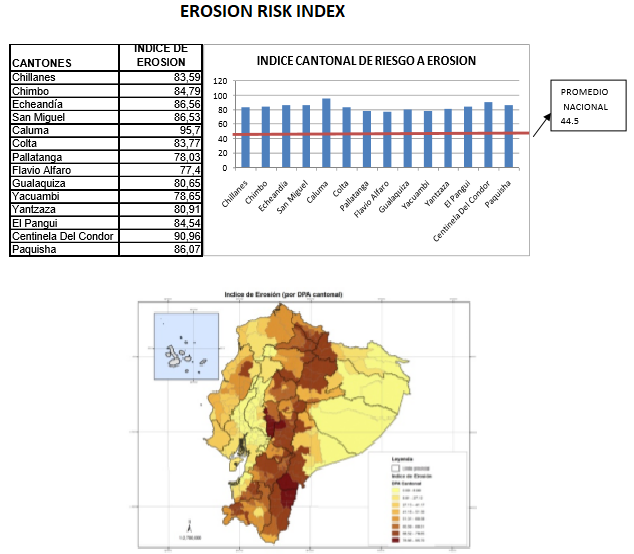 EROSION RISK INDEX
CANTONES INDICE DE EROSION
Chillanes 83,59
Chimbo 84,79
Echeandía 86,56
San Miguel 86,53
Caluma 95,7
Colta 83,77
Pallatanga 78,03
Flavio Alfaro 77,4
Gualaquiza 80,65
Yacuambi 78,65
Yantzaza 80,91
El Pangui 84,54
Centinela Del Condor 90,96
Paquisha 86,07
INDICE CANTONAL DE RIESGO A EROSION
120
100
80
60
40
20
0
Chillanes
Chimbo
Echeandia
San Miguel
Caluma
Colta
Pallatanga
Flavio Alfaro
Gualaquiza
Yacuambi
Yantzaza
El Pangui
Centinela Del Condor
Paquisha
PROMEDIO
NACIONAL
44.5
Indice de Erosión (por DPA cantonal)
Leyenda
Indice de Erosión
DPA Cantonal